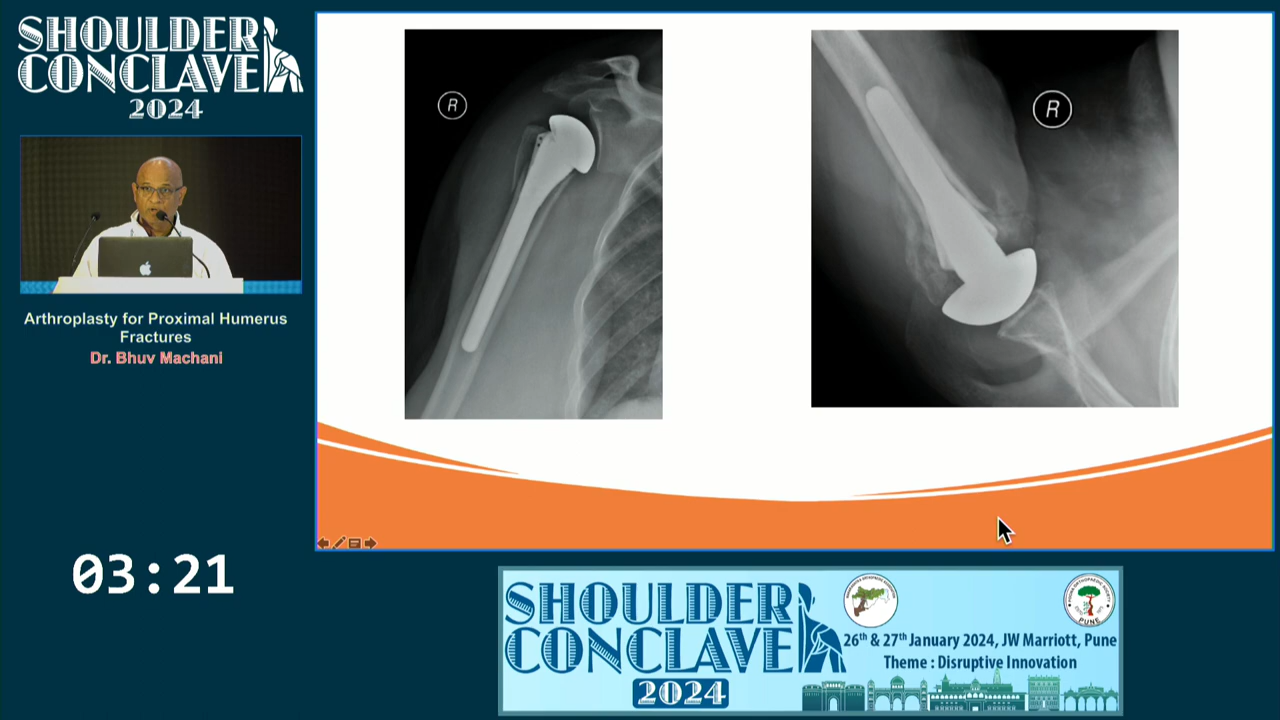 SHOULDER
CONCLAVE
2024
Arthroplasty for Proximal Humerus
Fractures
Dr. Bhuv Machani
03:21
R
R
SHOULDER
CONCLAVE
2024
26th & 27th January 2024, JW Marriott, Pune
Theme : Disruptive Innovation
PUNE